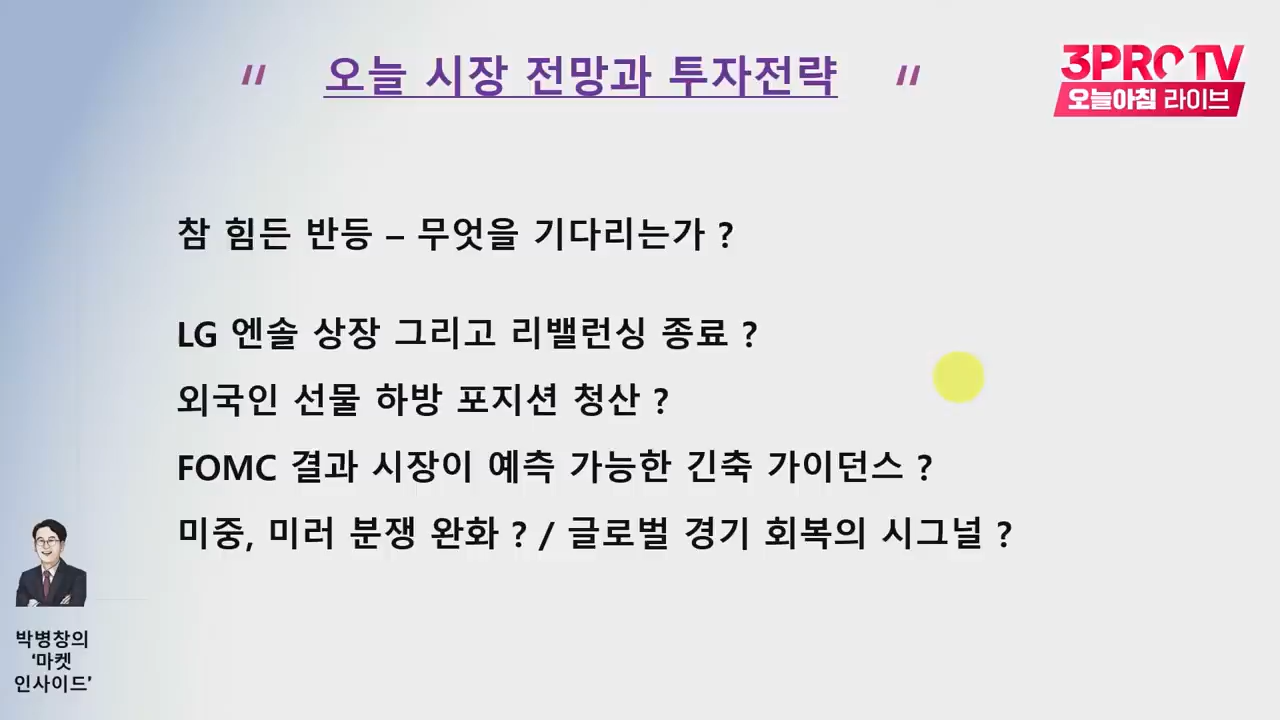 " 오늘 시장 전망과 투자전략 "
3PRO TV
오늘아침 라이브
참 힘든 반등 – 무엇을 기다리는가 ?
LG 엔솔 상장 그리고 리밸런싱 종료 ?
외국인 선물 하방 포지션 청산 ?
FOMC 결과 시장이 예측 가능한 긴축 가이던스 ?
미중, 미러 분쟁 완화 ? / 글로벌 경기 회복의 시그널 ?
박병창의
‘마켓
인사이드’